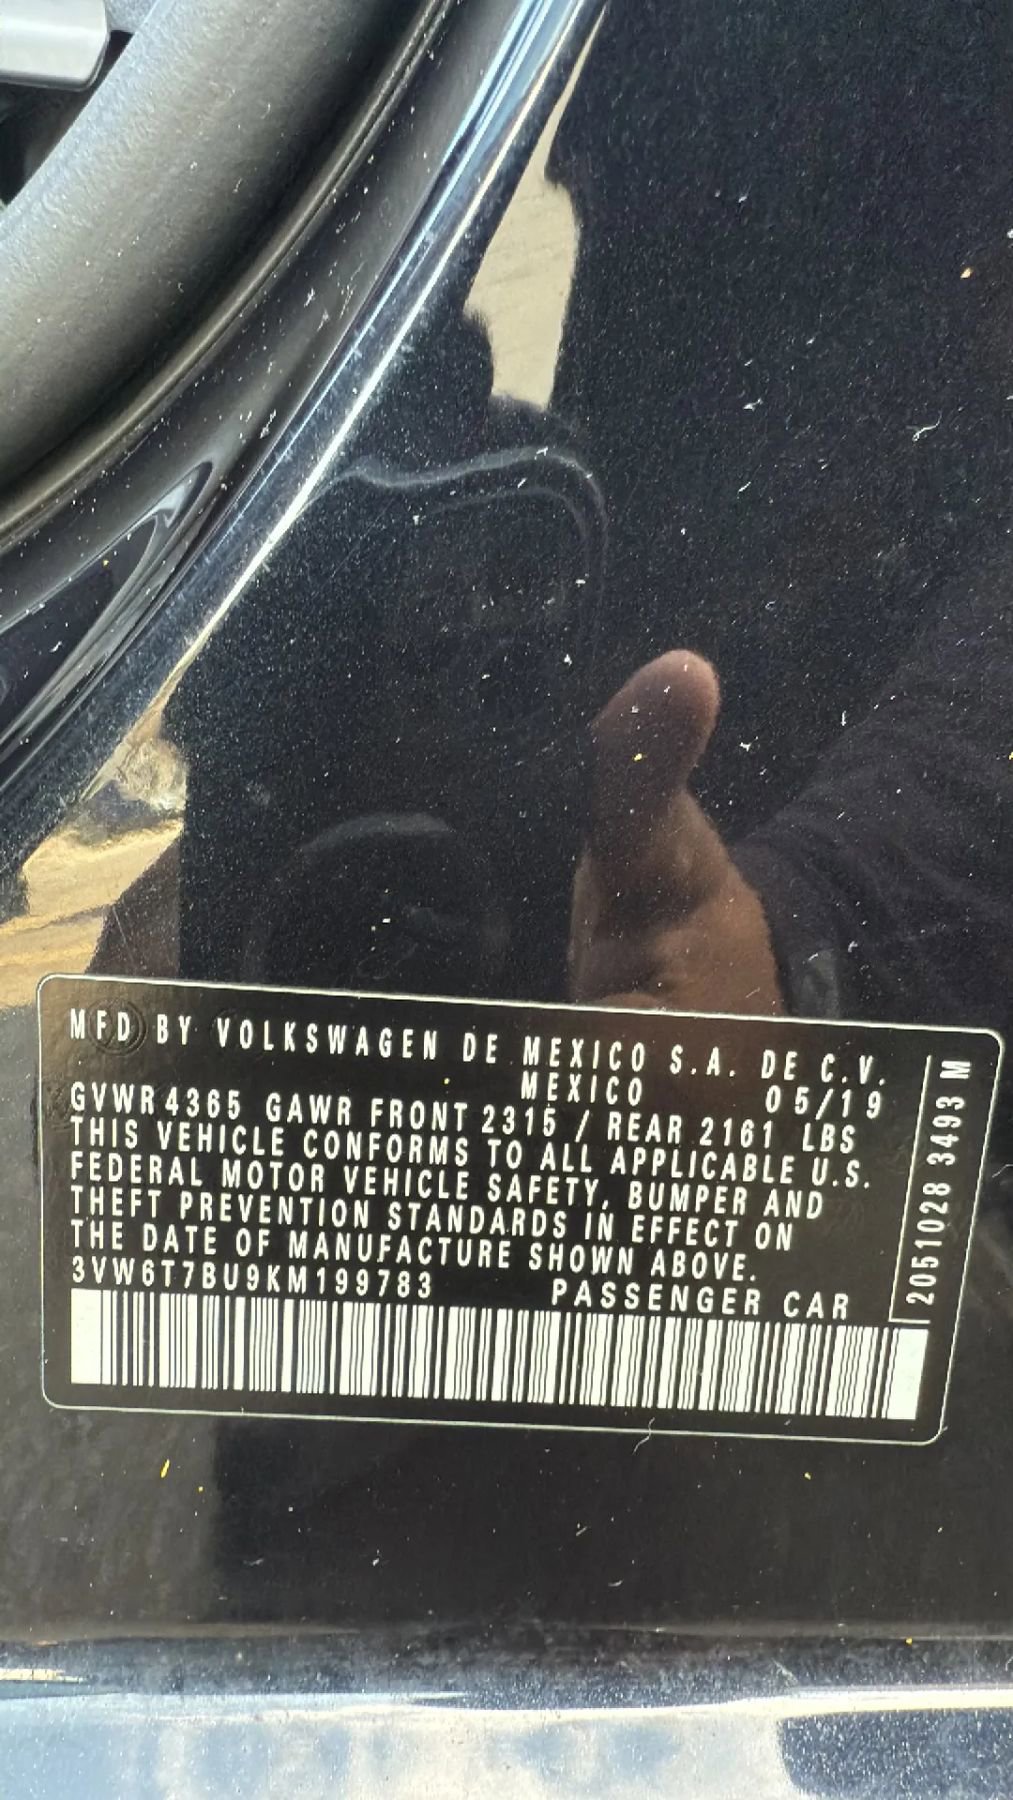 MFD BY VOLKSWAGEN DE MEXICO S.A. DE C.V.
MEXICO 05/19
GVWR 4365 GAWR FRONT 2315 / REAR 2161 LBS
THIS VEHICLE CONFORMS TO ALL APPLICABLE U.S.
FEDERAL MOTOR VEHICLE SAFETY, BUMPER AND
THEFT PREVENTION STANDARDS IN EFFECT ON
THE DATE OF MANUFACTURE SHOWN ABOVE.
3VW6T7BU9KM199783 PASSENGER CAR
2051028 3493 M